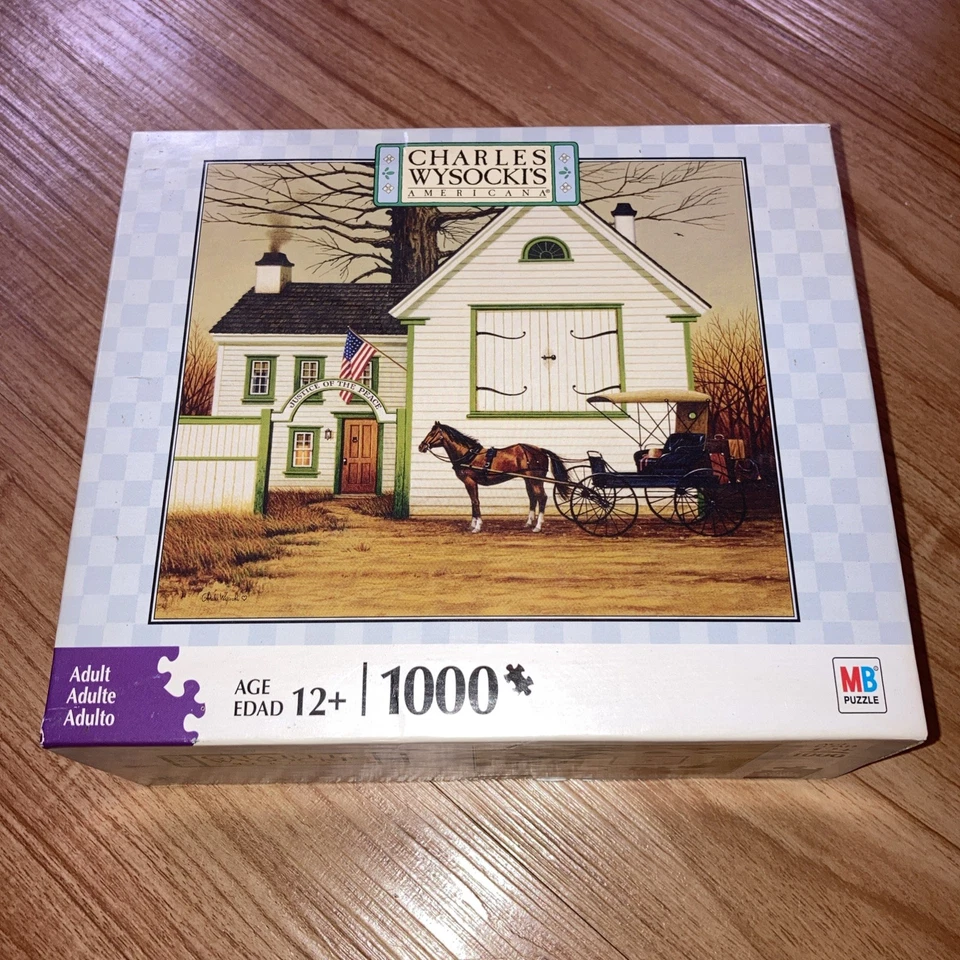 CHARLES
WYSOCKI'S
AMERICANA®
JUSTICE OF THE PEACE
Adult
Adulte
Adulto
AGE
EDAD 12+ 1000
MB
PUZZLE